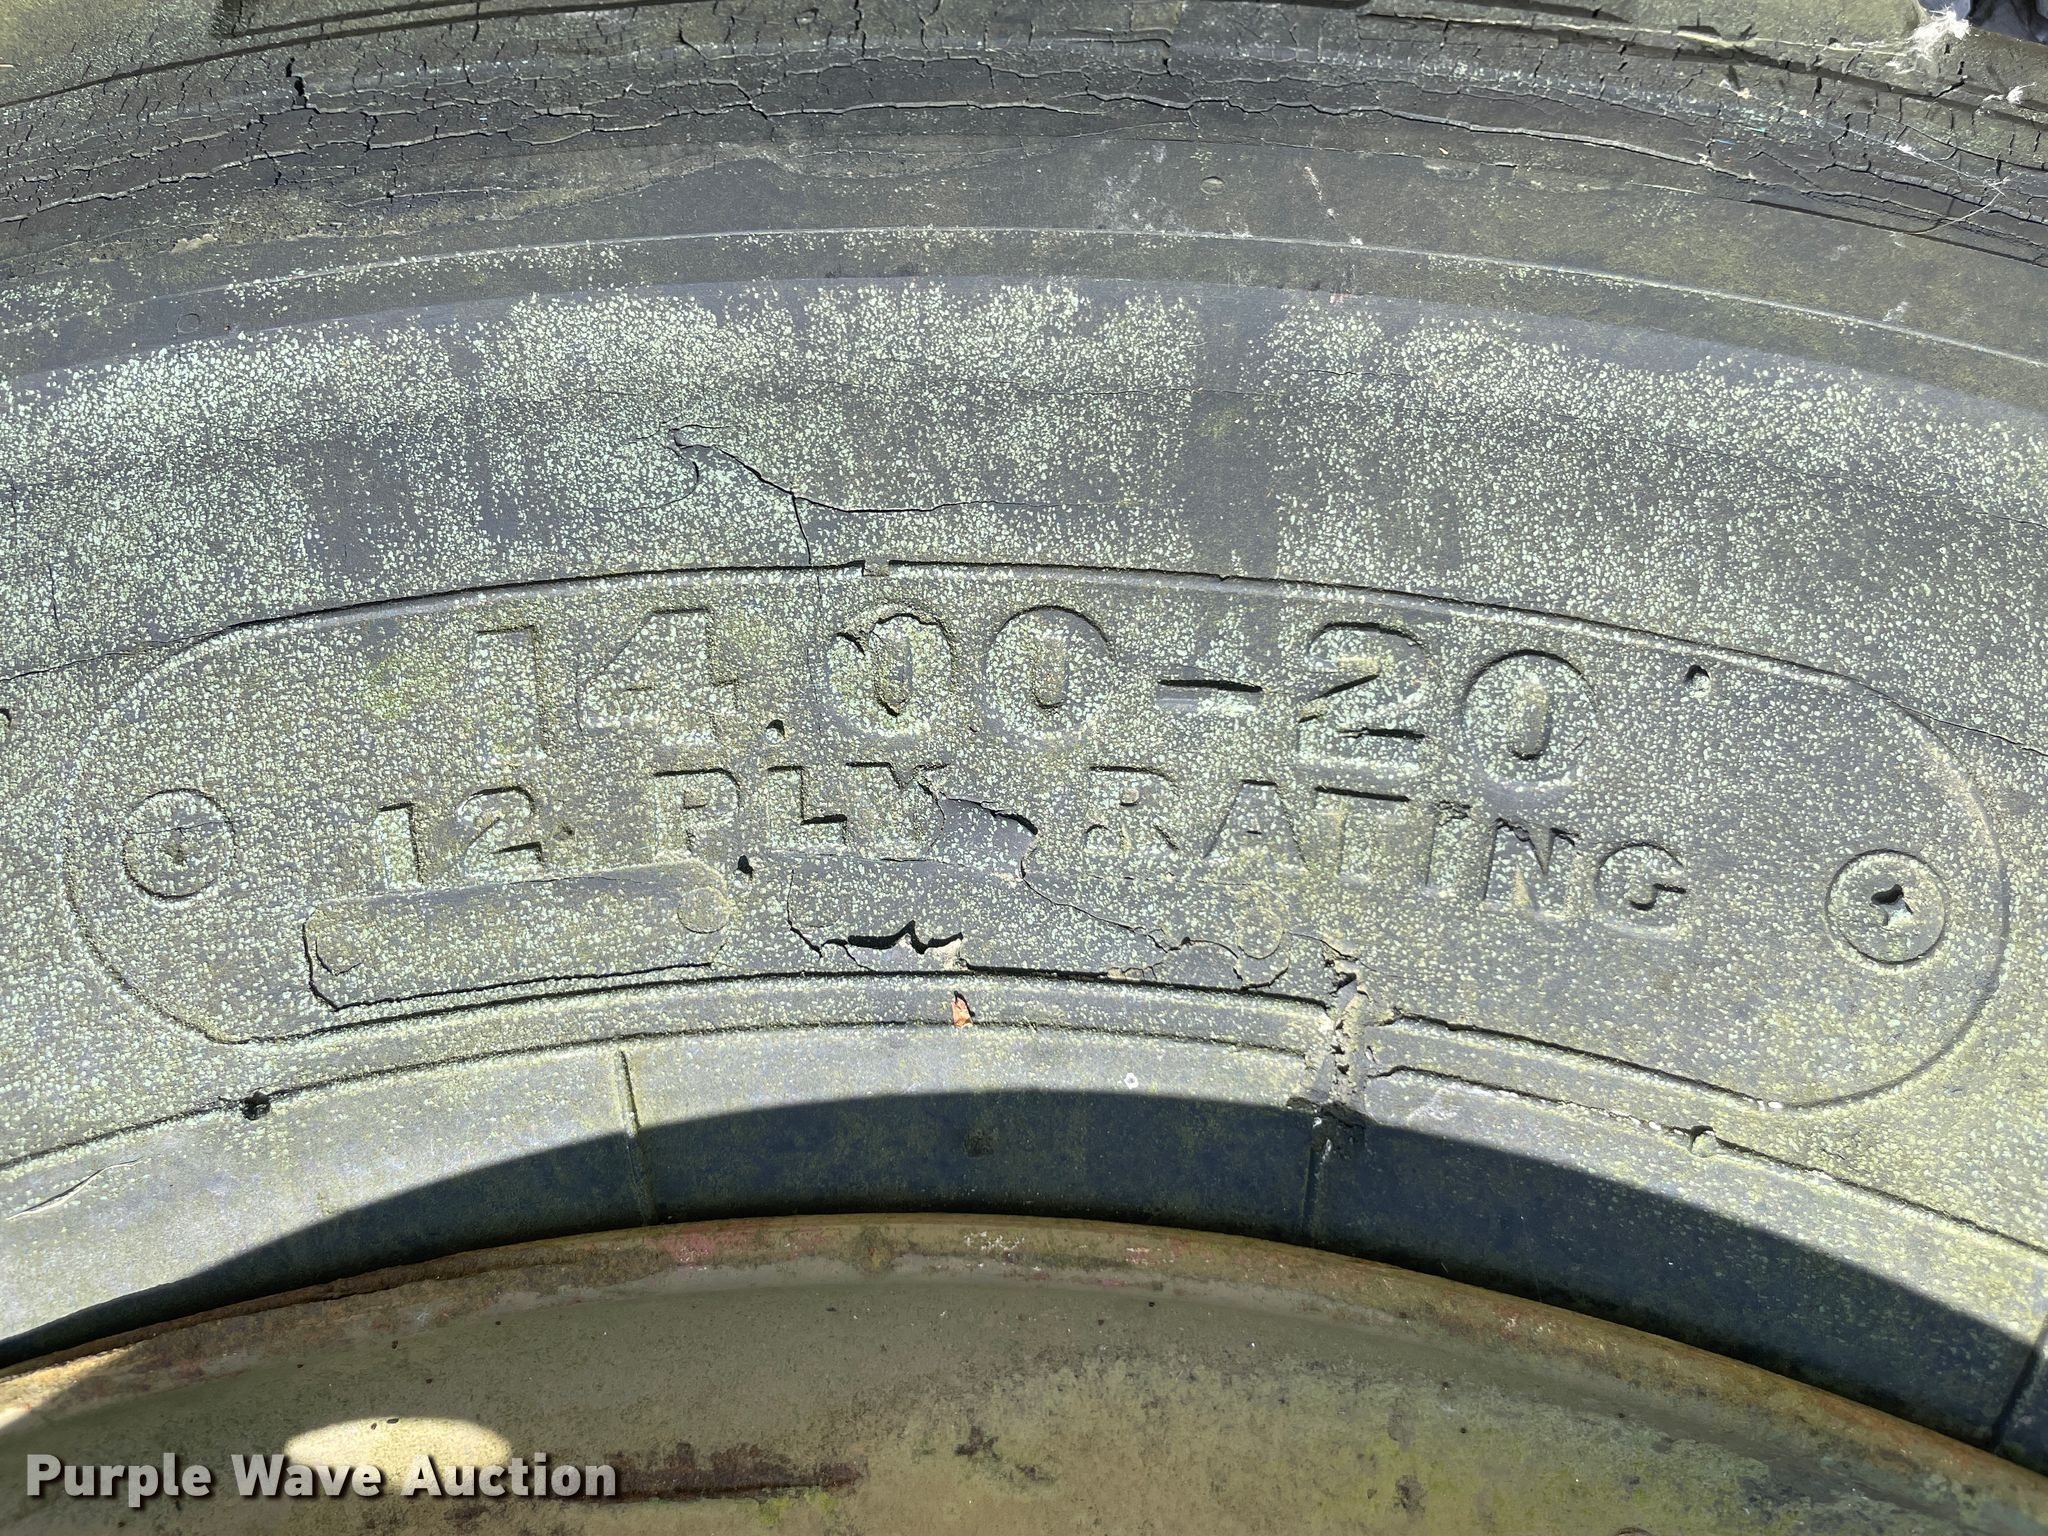 14.00-20
12 PLY RATING
Purple Wave Auction